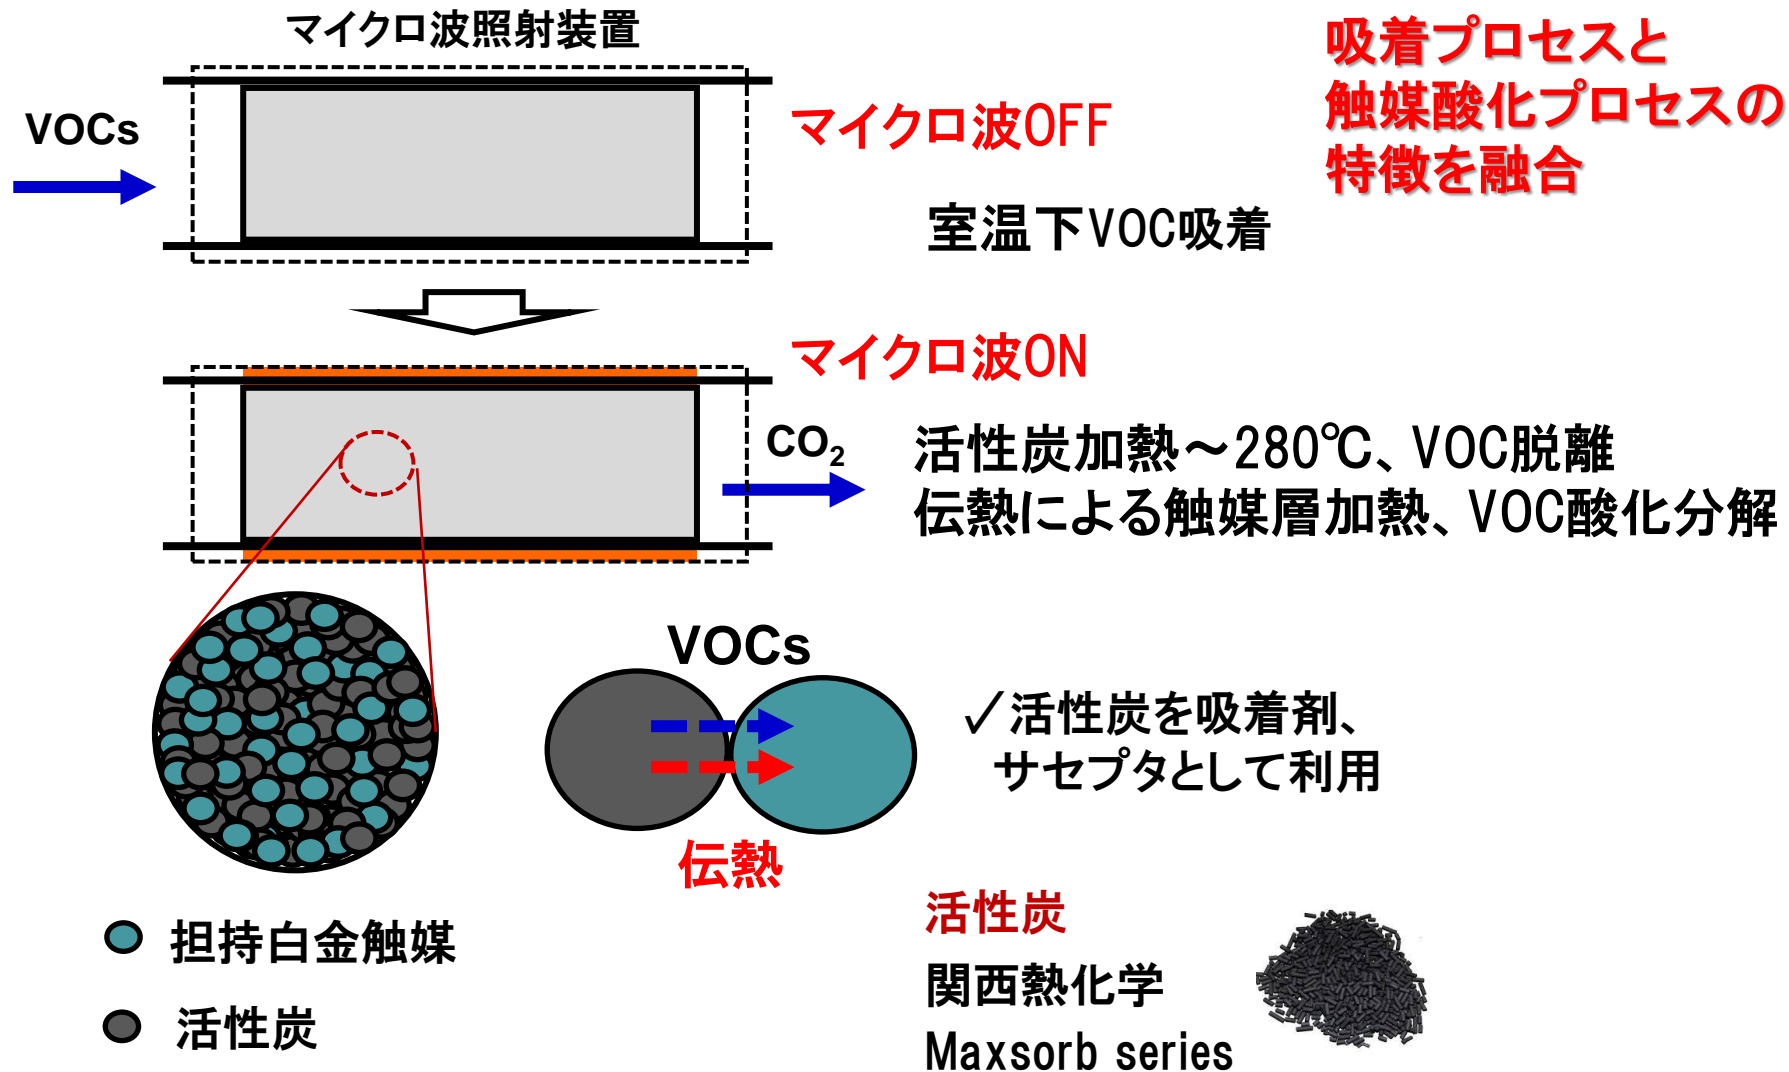 マイクロ波照射装置
吸着プロセスと
触媒酸化プロセスの
特徴を融合
VOCs
マイクロ波OFF
室温下VOC吸着
マイクロ波ON
CO₂
活性炭加熱～280℃、VOC脱離
伝熱による触媒層加熱、VOC酸化分解
VOCs
✓活性炭を吸着剤、
サセプタとして利用
伝熱
担持白金触媒
活性炭
活性炭
関西熱化学
Maxsorb series